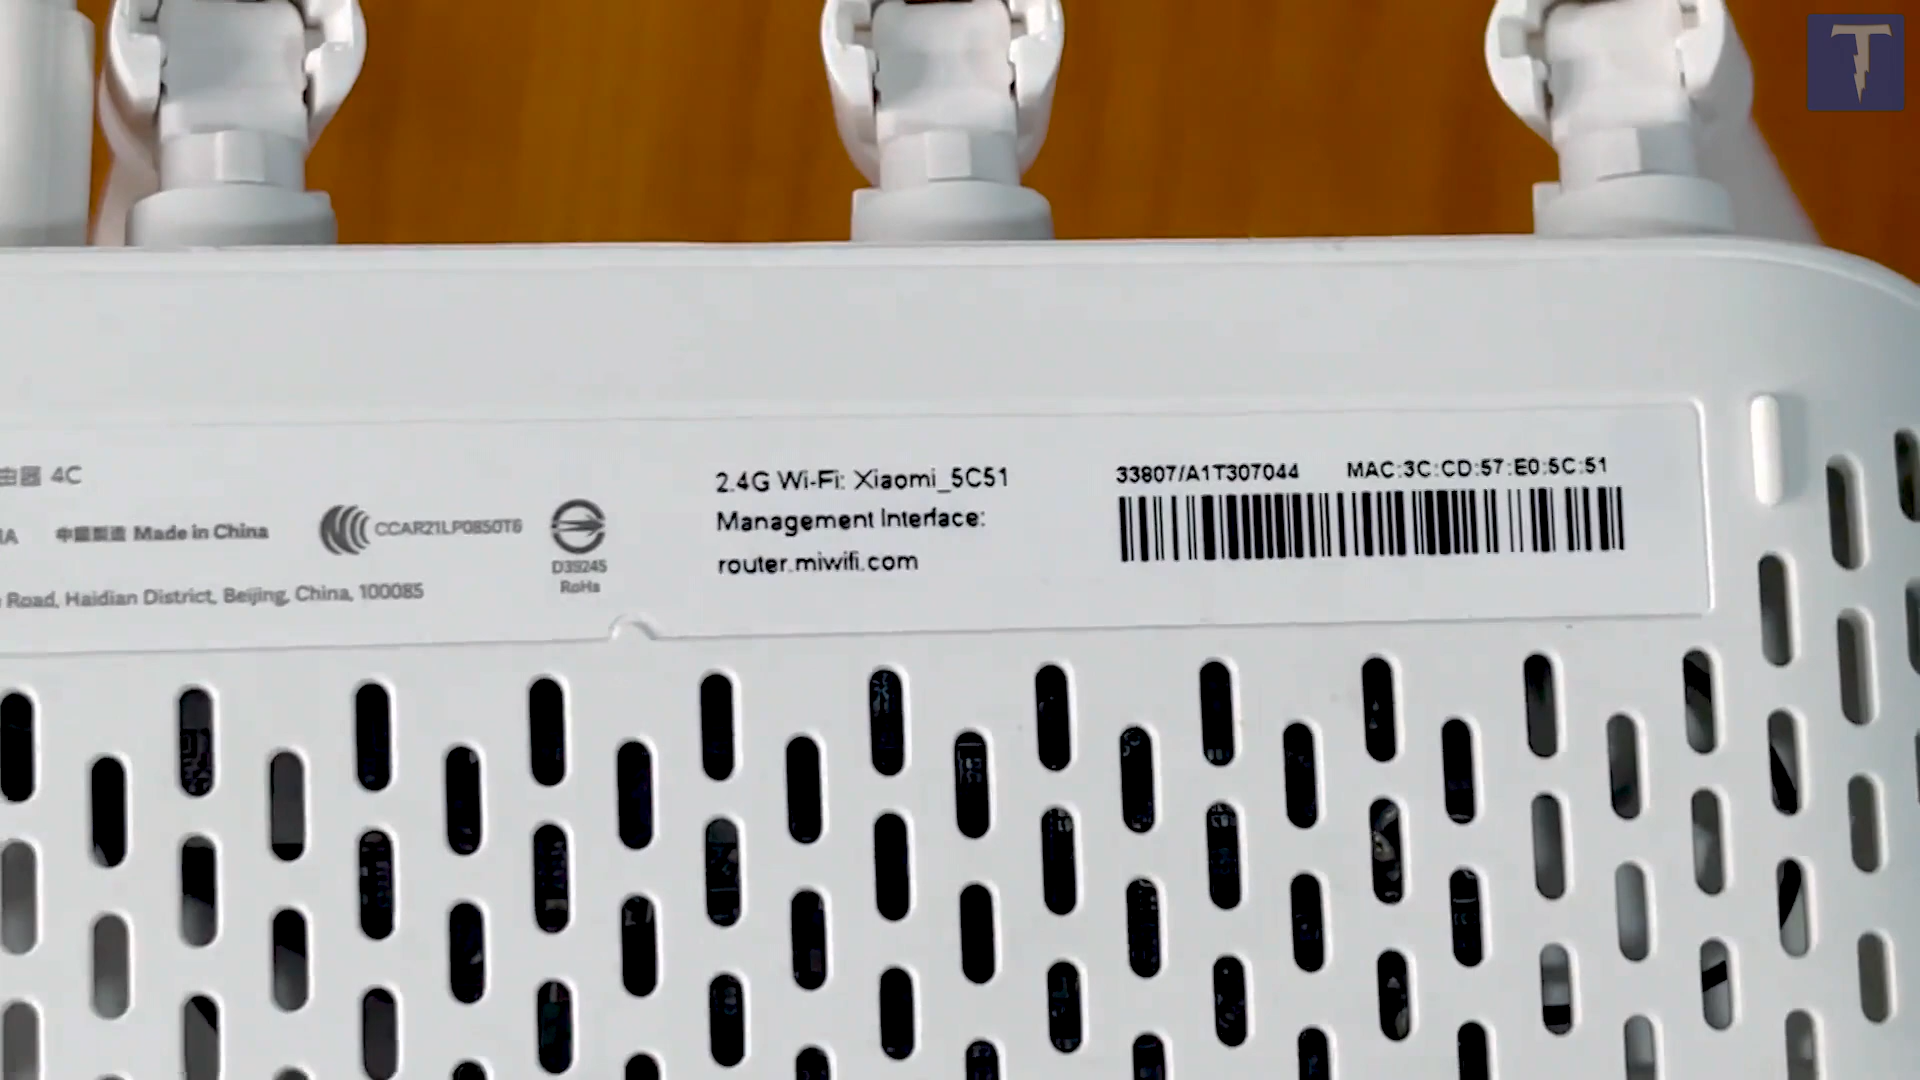 由器 4C
中國製造 Made in China
CCAR21LP0850T6
D39245
RoHs
Road, Haidian District, Beijing, China, 100085
2.4G Wi-Fi: Xiaomi_5C51
Management Interface:
router.miwifi.com
33807/A1T307044 MAC:3C:CD:57:E0:5C:51
T